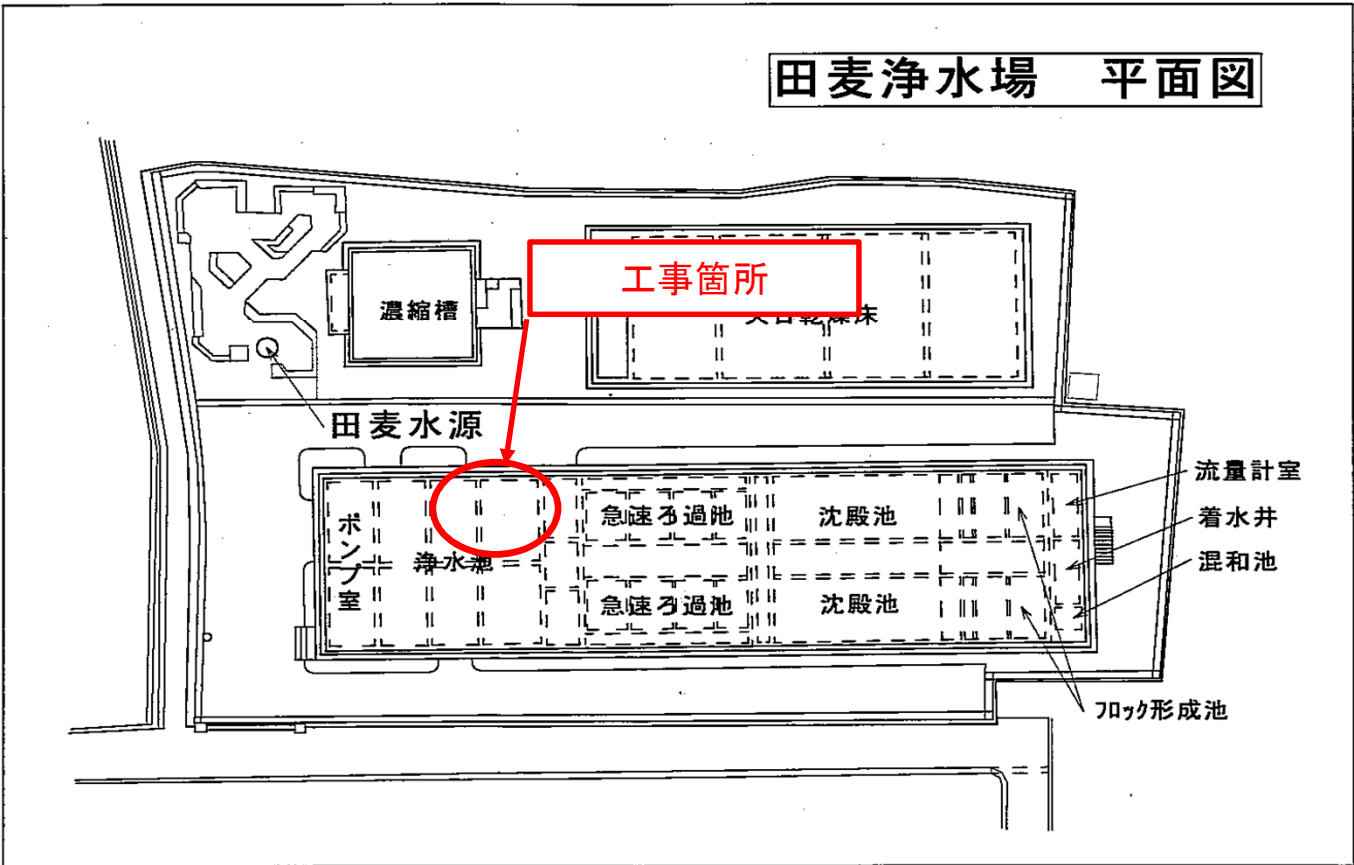 田麦浄水場　平面図
工事箇所
濃縮槽
田麦水源
ポンプ室
浄水池
急速ろ過池
沈殿池
急速ろ過池
沈殿池
流量計室
着水井
混和池
フロック形成池